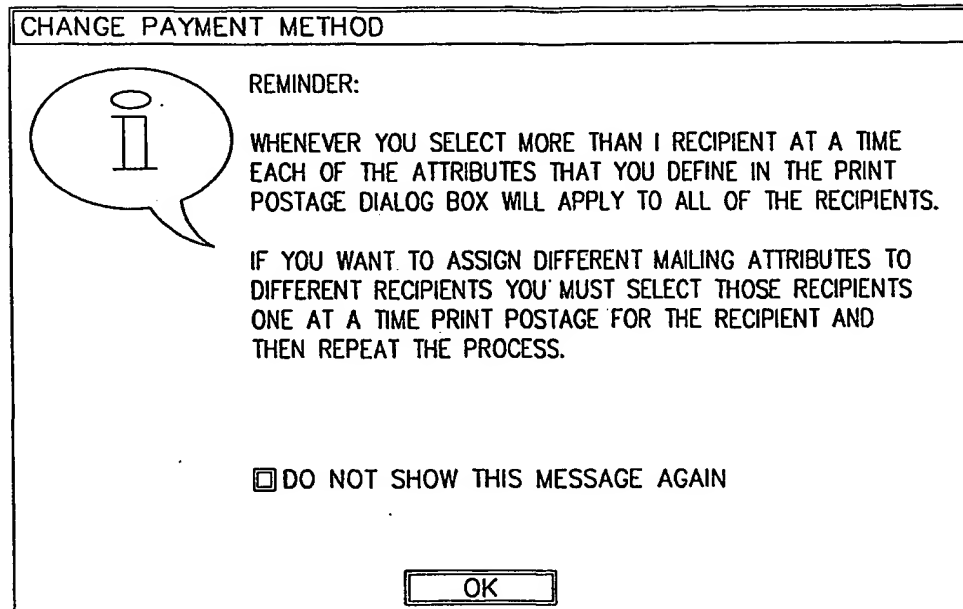 CHANGE PAYMENT METHOD
i
REMINDER:
WHENEVER YOU SELECT MORE THAN I RECIPIENT AT A TIME
EACH OF THE ATTRIBUTES THAT YOU DEFINE IN THE PRINT
POSTAGE DIALOG BOX WILL APPLY TO ALL OF THE RECIPIENTS.
IF YOU WANT TO ASSIGN DIFFERENT MAILING ATTRIBUTES TO
DIFFERENT RECIPIENTS YOU MUST SELECT THOSE RECIPIENTS
ONE AT A TIME PRINT POSTAGE FOR THE RECIPIENT AND
THEN REPEAT THE PROCESS.
DO NOT SHOW THIS MESSAGE AGAIN
OK